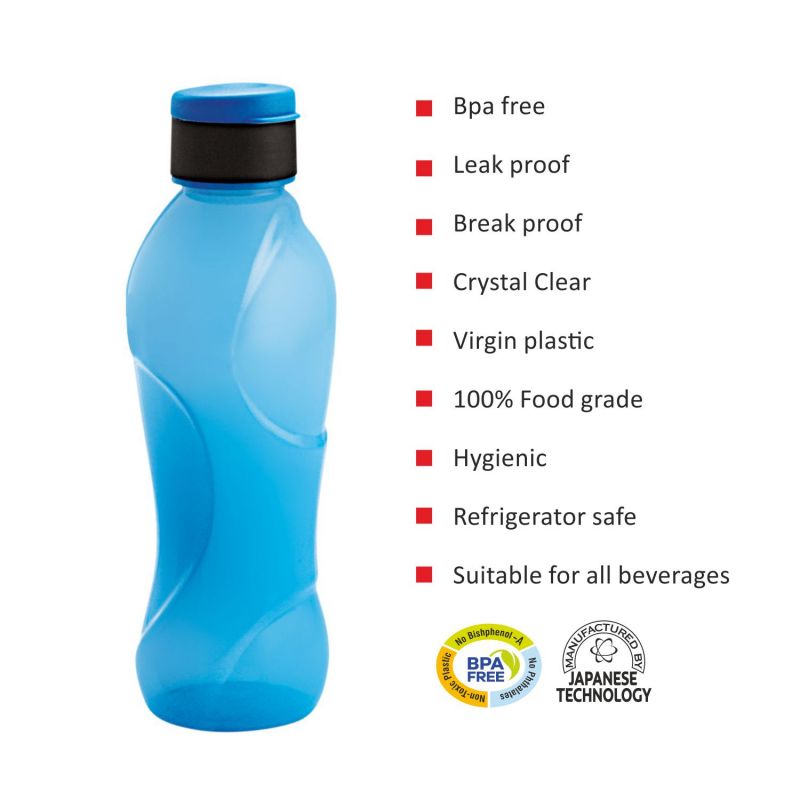 Bpa free
Leak proof
Break proof
Crystal Clear
Virgin plastic
100% Food grade
Hygienic
Refrigerator safe
Suitable for all beverages
No Bishphenol-A
BPA
FREE
Non-Toxic Plastic
No Phthalates
MANUFACTURED BY
JAPANESE
TECHNOLOGY